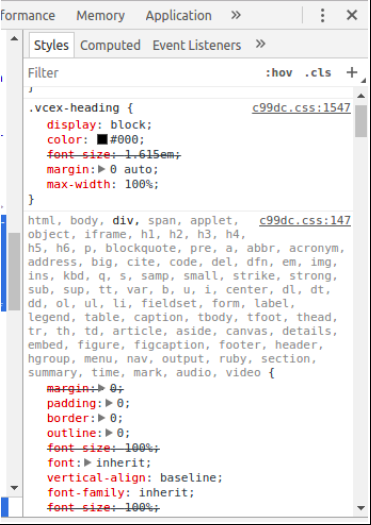 formance Memory Application »
Styles Computed Event Listeners »
Filter :hov .cls +
}
.vcex-heading { c99dc.css:1547
display: block;
color: #000;
font-size: 1.615em;
margin: 0 auto;
max-width: 100%;
}
html, body, div, span, applet, c99dc.css:147
object, iframe, h1, h2, h3, h4,
h5, h6, p, blockquote, pre, a, abbr, acronym,
address, big, cite, code, del, dfn, em, img,
ins, kbd, q, s, samp, small, strike, strong,
sub, sup, tt, var, b, u, i, center, dl, dt,
dd, ol, ul, li, fieldset, form, label,
legend, table, caption, tbody, tfoot, thead,
tr, th, td, article, aside, canvas, details,
embed, figure, figcaption, footer, header,
hgroup, menu, nav, output, ruby, section,
summary, time, mark, audio, video {
margin: 0;
padding: 0;
border: 0;
outline: 0;
font-size: 100%;
font: inherit;
vertical-align: baseline;
font-family: inherit;
font-size: 100%;